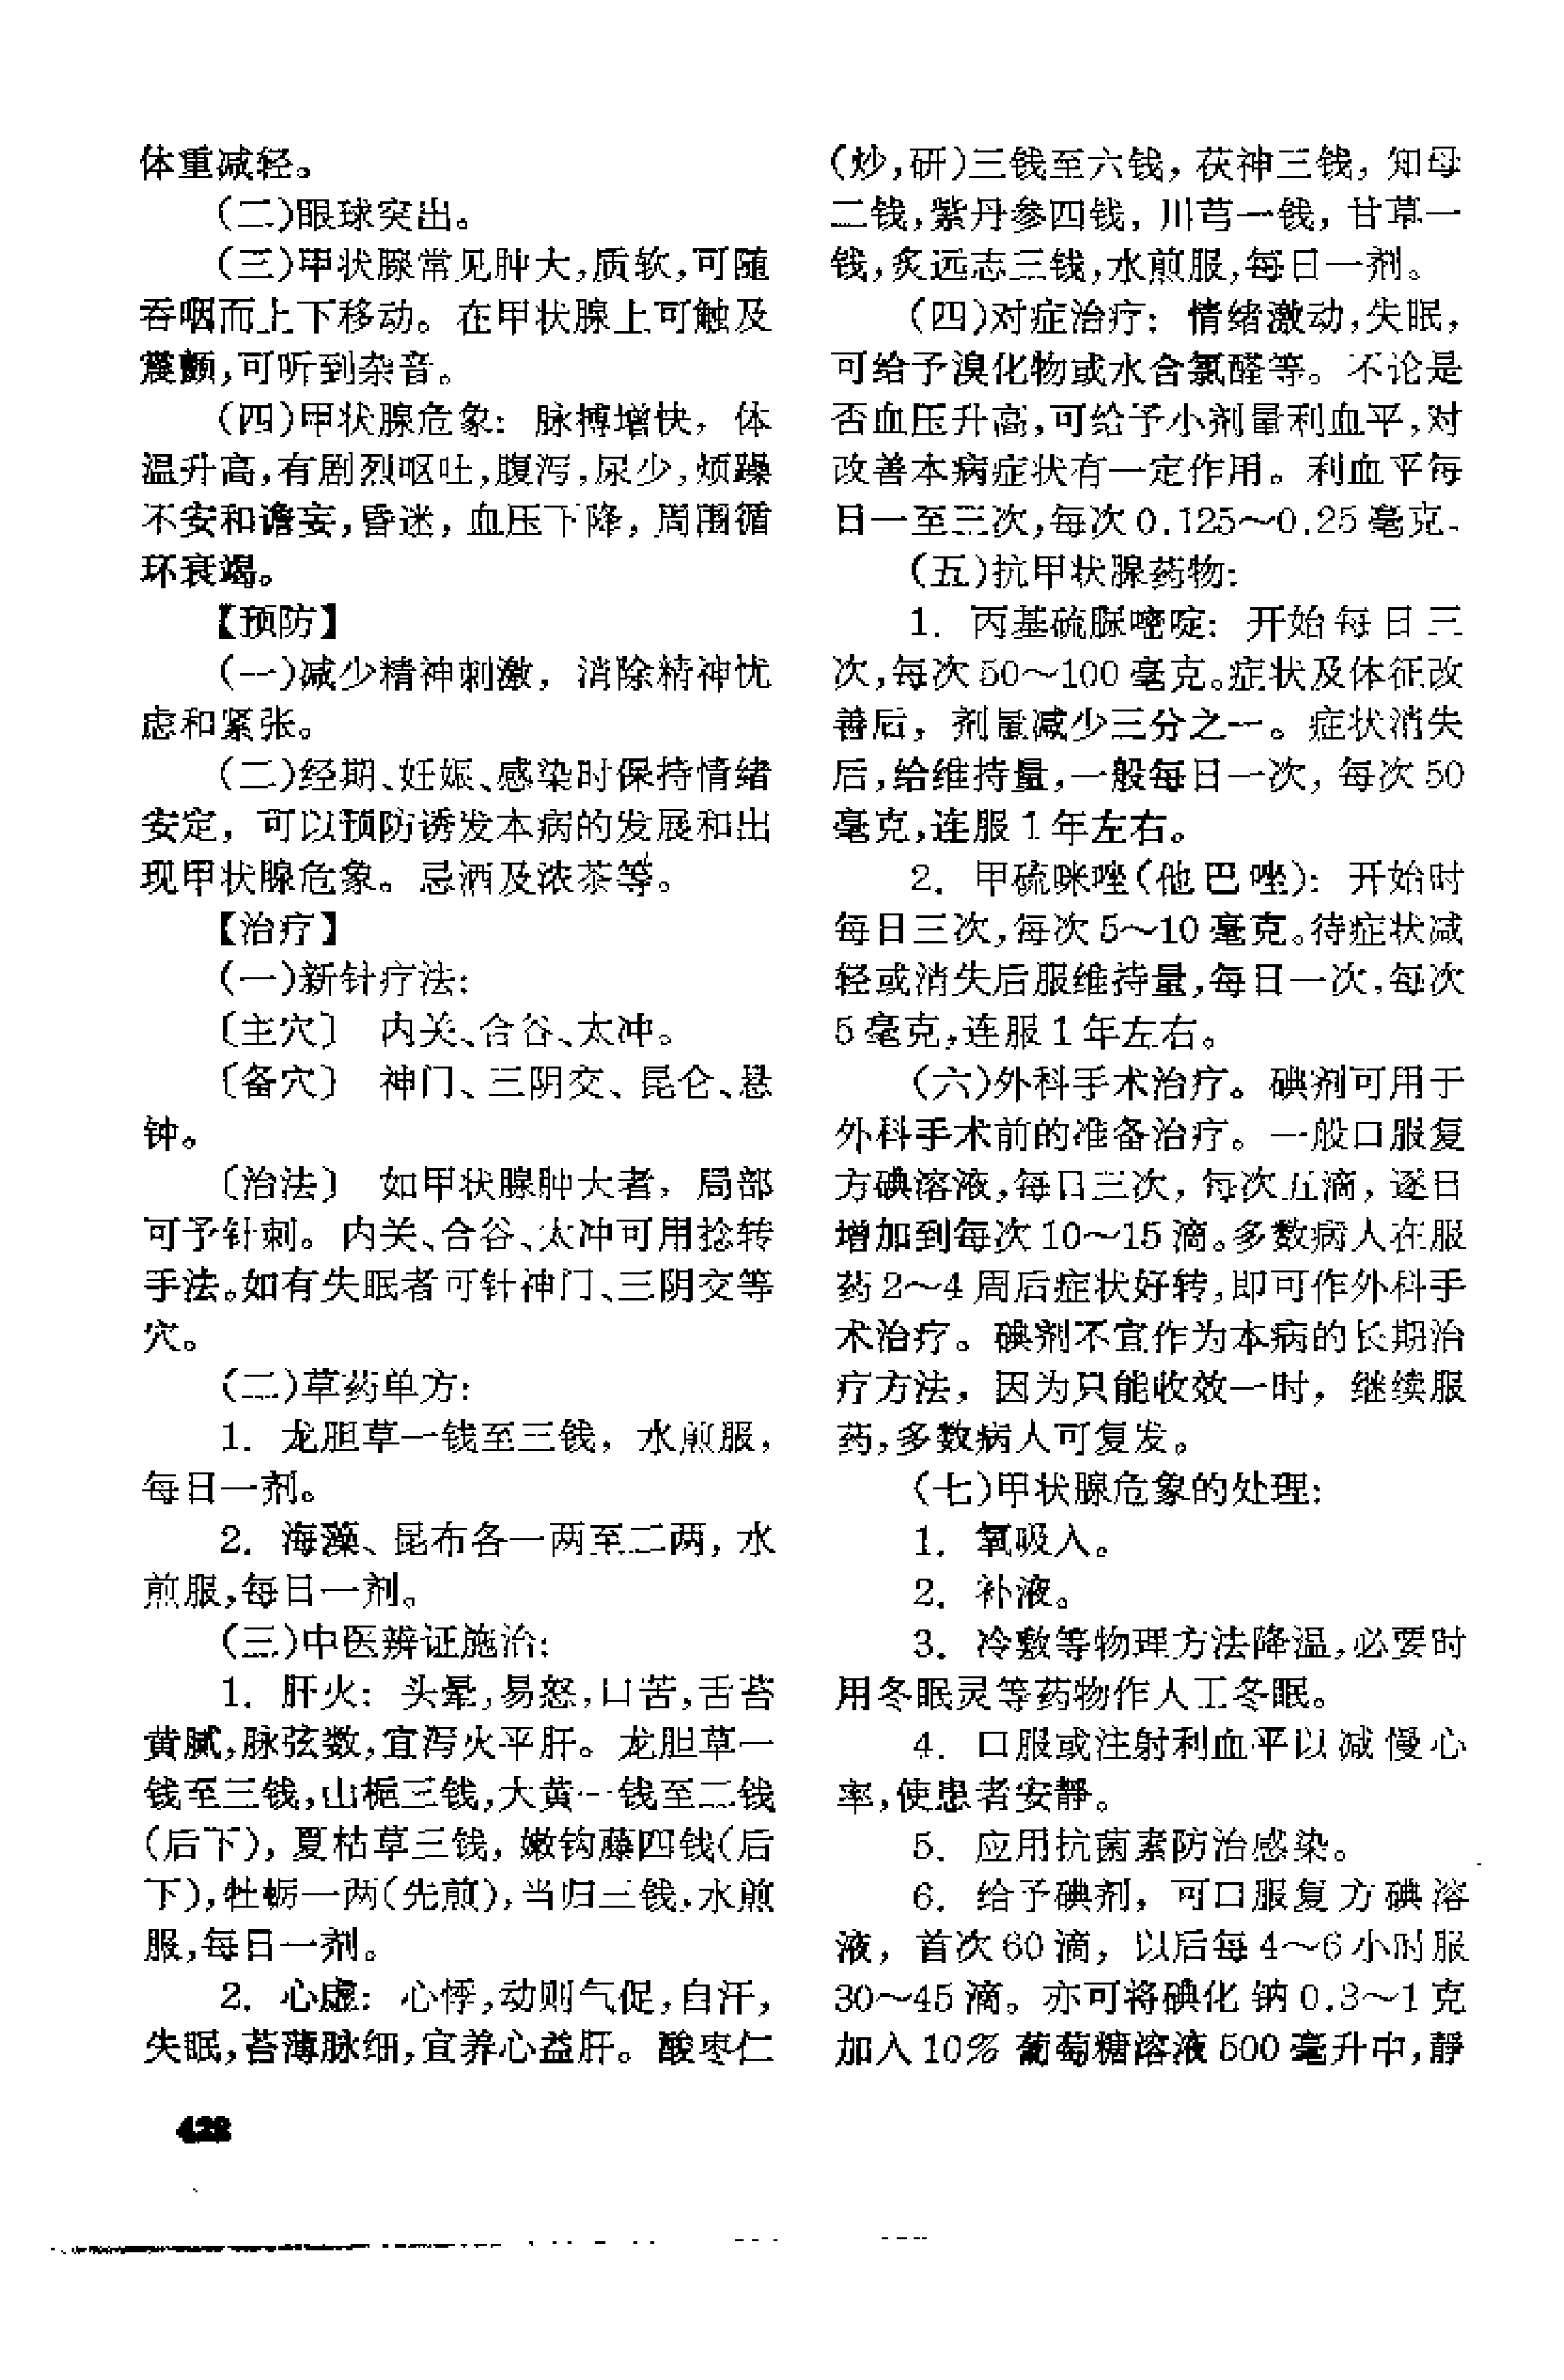 体重减轻。
(二)眼球突出。
(三)甲状腺常见肿大,质软,可随
吞咽而上下移动。在甲状腺上可触及
震颤,可听到杂音。
(四)甲状腺危象: 脉搏增快, 体
温升高,有剧烈呕吐,腹泻,尿少,烦躁
不安和谵妄,昏迷, 血压下降, 周围循
环衰竭。
【预防】
(一)减少精神刺激, 消除精神忧
虑和紧张。
(二)经期、妊娠、感染时保持情绪
安定, 可以预防诱发本病的发展和出
现甲状腺危象。忌酒及浓茶等。
【治疗】
(一)新针疗法:
〔主穴〕 内关、合谷、太冲。
〔备穴〕 神门、三阴交、昆仑、悬
钟。
〔治法〕 如甲状腺肿大者, 局部
可予针刺。内关、合谷、太冲可用捻转
手法。如有失眠者可针神门、三阴交等
穴。
(二)草药单方:
1. 龙胆草一钱至三钱, 水煎服,
每日一剂。
2. 海藻、昆布各一两至二两, 水
煎服,每日一剂。
(三)中医辨证施治:
1. 肝火: 头晕,易怒,口苦,舌苔
黄腻,脉弦数,宜泻火平肝。龙胆草一
钱至三钱,山栀三钱,大黄一钱至二钱
(后下), 夏枯草三钱, 嫩钩藤四钱(后
下),牡蛎一两(先煎),当归三钱,水煎
服,每日一剂。
2. 心虚: 心悸,动则气促,自汗,
失眠,苔薄脉细,宜养心益肝。酸枣仁
(炒,研)三钱至六钱, 茯神三钱, 知母
二钱,紫丹参四钱, 川芎一钱, 甘草一
钱,炙远志三钱,水煎服,每日一剂。
(四)对症治疗: 情绪激动,失眠,
可给予溴化物或水合氯醛等。不论是
否血压升高,可给予小剂量利血平,对
改善本病症状有一定作用。利血平每
日一至三次,每次 0.125~0.25 毫克。
(五)抗甲状腺药物:
1. 丙基硫脲嘧啶: 开始每日三
次,每次 50~100 毫克。症状及体征改
善后, 剂量减少三分之一。症状消失
后,给维持量,一般每日一次, 每次 50
毫克,连服 1 年左右。
2. 甲硫咪唑(他巴唑): 开始时
每日三次,每次 5~10 毫克。待症状减
轻或消失后服维持量,每日一次,每次
5 毫克,连服 1 年左右。
(六)外科手术治疗。碘剂可用于
外科手术前的准备治疗。一般口服复
方碘溶液,每日三次, 每次五滴, 逐日
增加到每次 10~15 滴。多数病人在服
药 2~4 周后症状好转,即可作外科手
术治疗。碘剂不宜作为本病的长期治
疗方法, 因为只能收效一时, 继续服
药,多数病人可复发。
(七)甲状腺危象的处理:
1. 氧吸入。
2. 补液。
3. 冷敷等物理方法降温,必要时
用冬眠灵等药物作人工冬眠。
4. 口服或注射利血平以减慢心
率,使患者安静。
5. 应用抗菌素防治感染。
6. 给予碘剂, 可口服复方碘溶
液, 首次 60 滴, 以后每 4~6 小时服
30~45 滴。亦可将碘化钠 0.3~1 克
加入 10% 葡萄糖溶液 500 毫升中,静
428